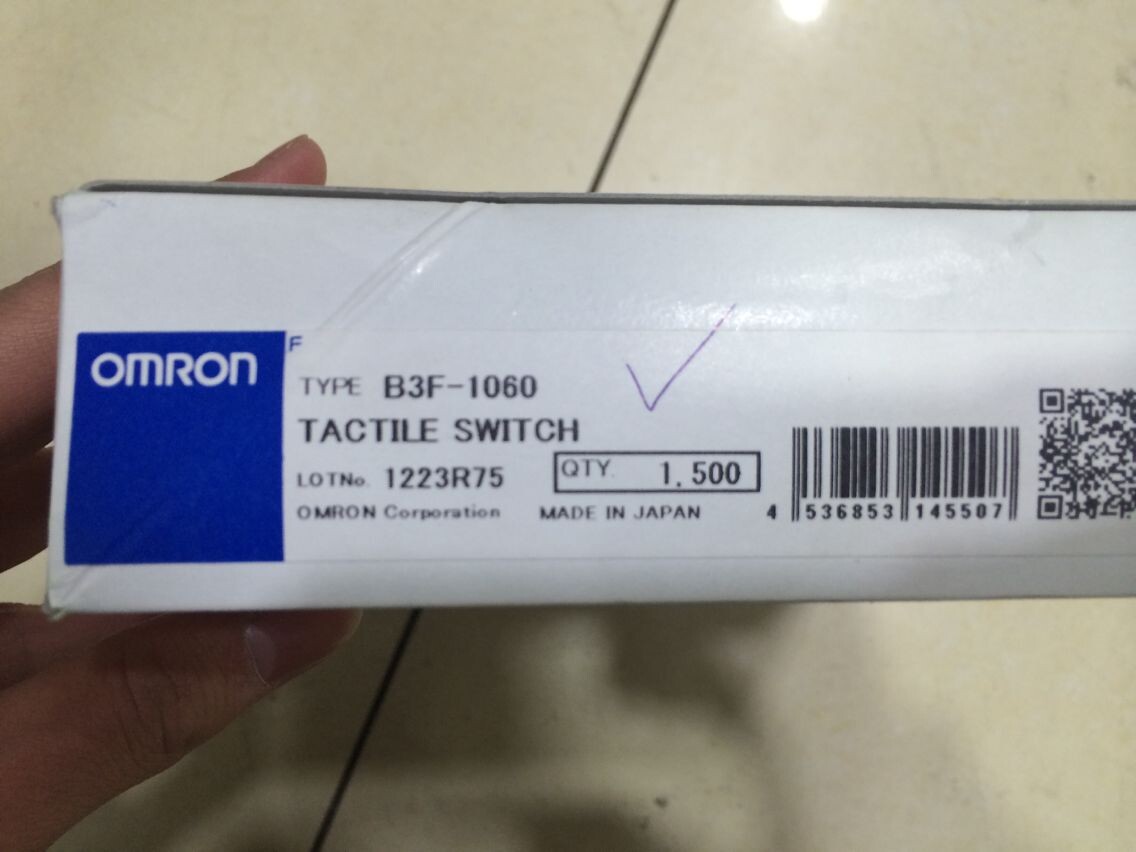 OMRON
F
TYPE B3F-1060
TACTILE SWITCH
LOTNo. 1223R75
QTY. 1,500
OMRON Corporation MADE IN JAPAN
4 536853 145507